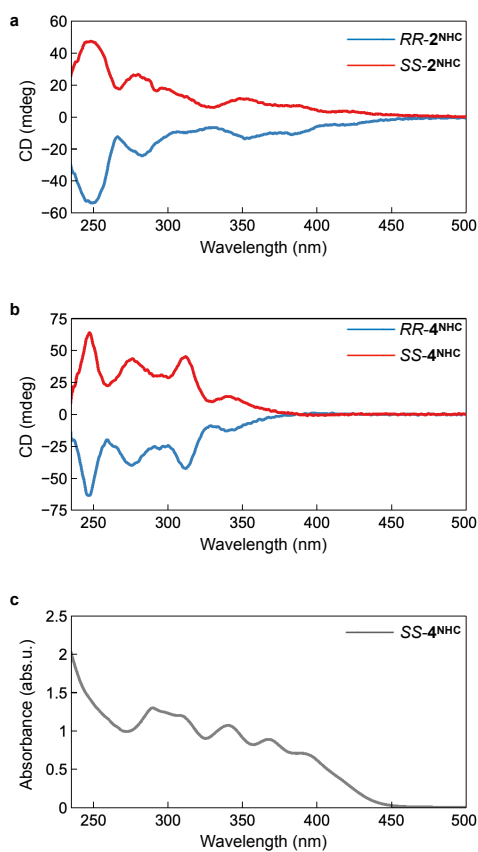 a
60
40
20
0
−20
−40
−60
CD (mdeg)
RR-2NHC
SS-2NHC
250 300 350 400 450 500
Wavelength (nm)
b
75
50
25
0
−25
−50
−75
CD (mdeg)
RR-4NHC
SS-4NHC
250 300 350 400 450 500
Wavelength (nm)
c
2.5
2
1.5
1
0.5
0
Absorbance (abs.u.)
SS-4NHC
250 300 350 400 450 500
Wavelength (nm)